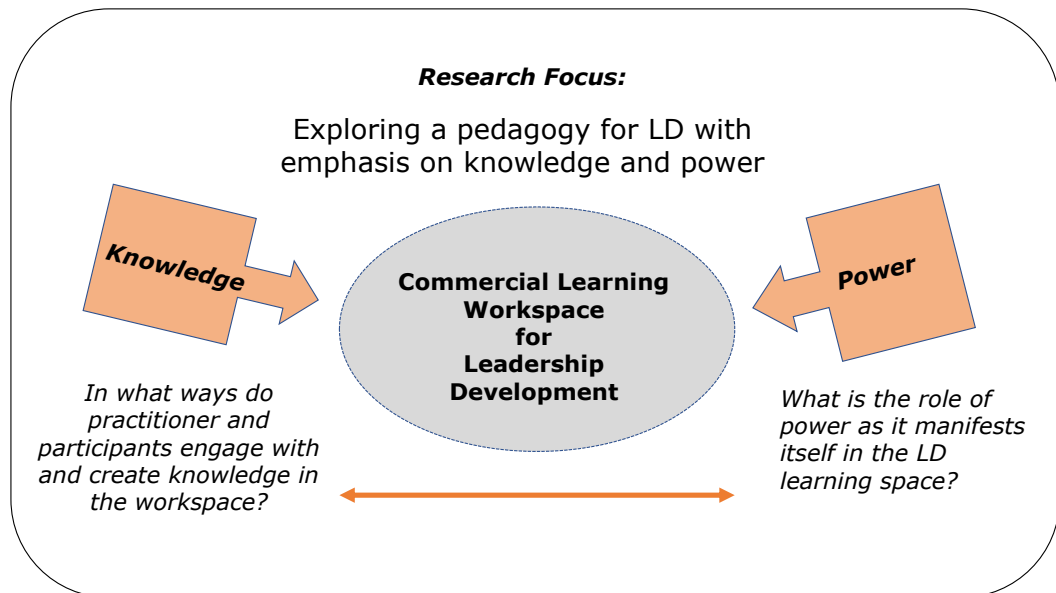 Research Focus:
Exploring a pedagogy for LD with
emphasis on knowledge and power
Knowledge
Commercial Learning
Workspace
for
Leadership
Development
Power
In what ways do
practitioner and
participants engage with
and create knowledge in
the workspace?
What is the role of
power as it manifests
itself in the LD
learning space?